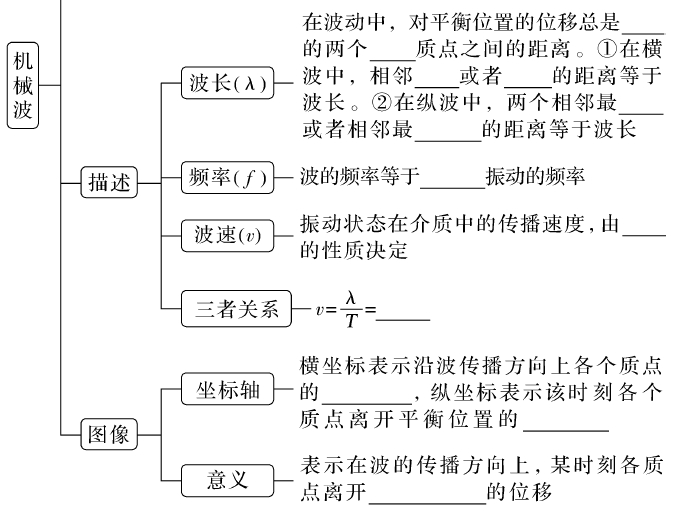 机械波
描述
波长(λ)
在波动中，对平衡位置的位移总是____
的两个____质点之间的距离。①在横
波中，相邻____或者____的距离等于
波长。②在纵波中，两个相邻最____
或者相邻最______的距离等于波长
频率(f)
波的频率等于______振动的频率
波速(v)
振动状态在介质中的传播速度，由____
的性质决定
三者关系
v=λ/T=_____
图像
坐标轴
横坐标表示沿波传播方向上各个质点
的________，纵坐标表示该时刻各个
质点离开平衡位置的________
意义
表示在波的传播方向上，某时刻各质
点离开__________的位移